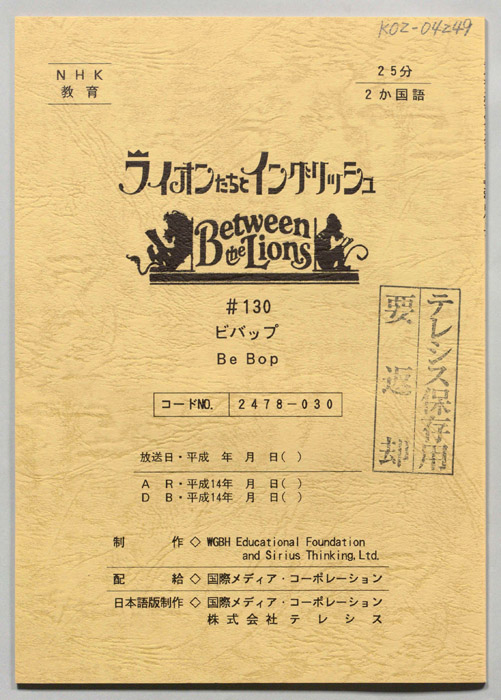 K02-04249
NHK
教育
25分
2か国語
ライオンたちとイングリッシュ
Between
the Lions
#130
ビバップ
Be Bop
コードNO. 2478-030
テレシス保存用
要返却
放送日・平成 年 月 日( )
A R・平成14年 月 日( )
D B・平成14年 月 日( )
制 作◇WGBH Educational Foundation
and Sirius Thinking,Ltd.
配 給◇国際メディア・コーポレーション
日本語版制作◇国際メディア・コーポレーション
株式会社テレシス